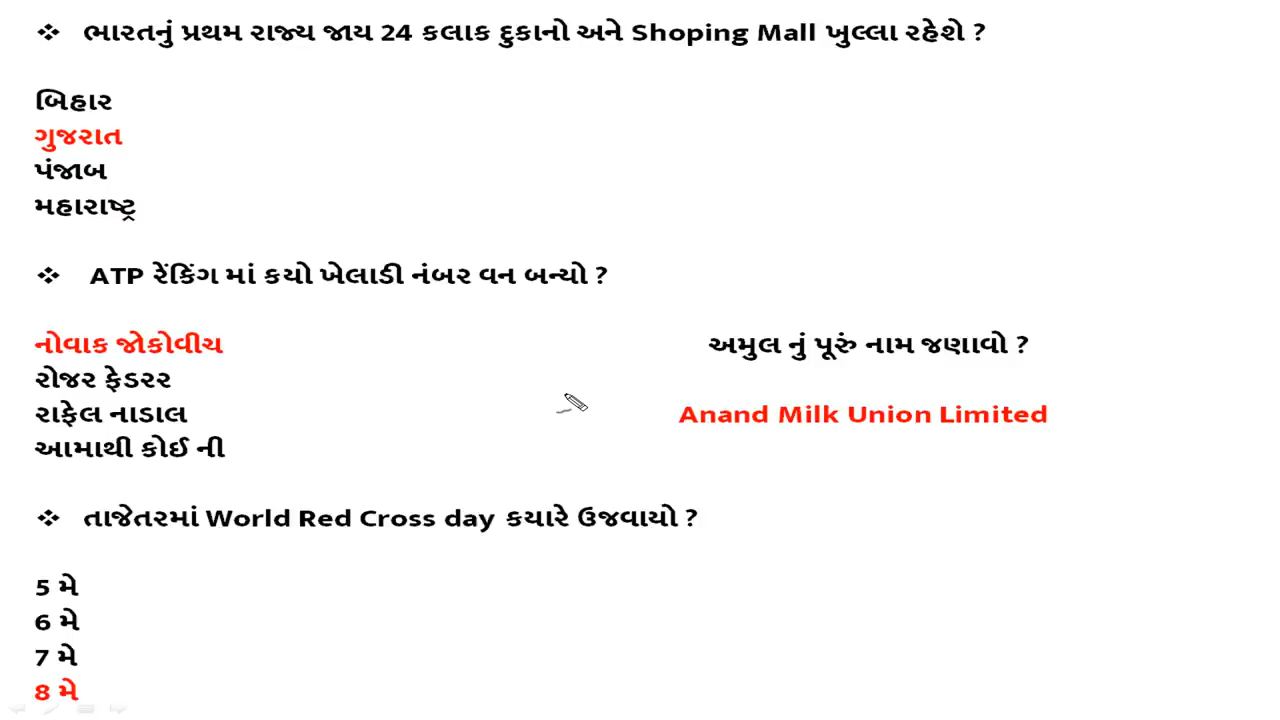 ❖ ભારતનું પ્રથમ રાજ્ય જાય 24 કલાક દુકાનો અને Shoping Mall ખુલ્લા રહેશે ?
બિહાર
ગુજરાત
પંજાબ
મહારાષ્ટ્ર
❖ ATP રેંકિંગ માં કયો ખેલાડી નંબર વન બન્યો ?
નોવાક જોકોવીચ
રોજર ફેડરર
રાફેલ નાડાલ
આમાથી કોઈ ની
અમુલ નું પૂરું નામ જણાવો ?
Anand Milk Union Limited
❖ તાજેતરમાં World Red Cross day કયારે ઉજવાયો ?
5 મે
6 મે
7 મે
8 મે